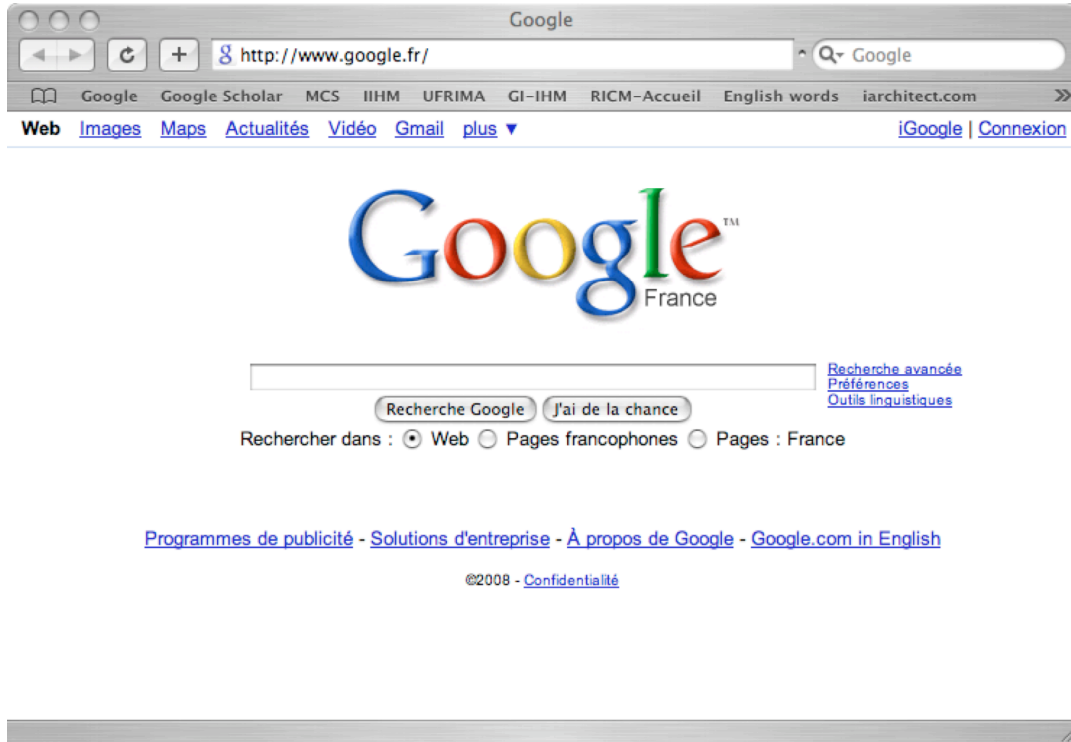 Google
http://www.google.fr/ Google
Google Google Scholar MCS IIHM UFRIMA GI-IHM RICM-Accueil English words iarchitect.com
Web Images Maps Actualités Vidéo Gmail plus ▼ iGoogle | Connexion
Google™
France
Recherche avancée
Préférences
Outils linguistiques
Recherche Google J'ai de la chance
Rechercher dans : Web Pages francophones Pages : France
Programmes de publicité - Solutions d'entreprise - À propos de Google - Google.com in English
©2008 - Confidentialité